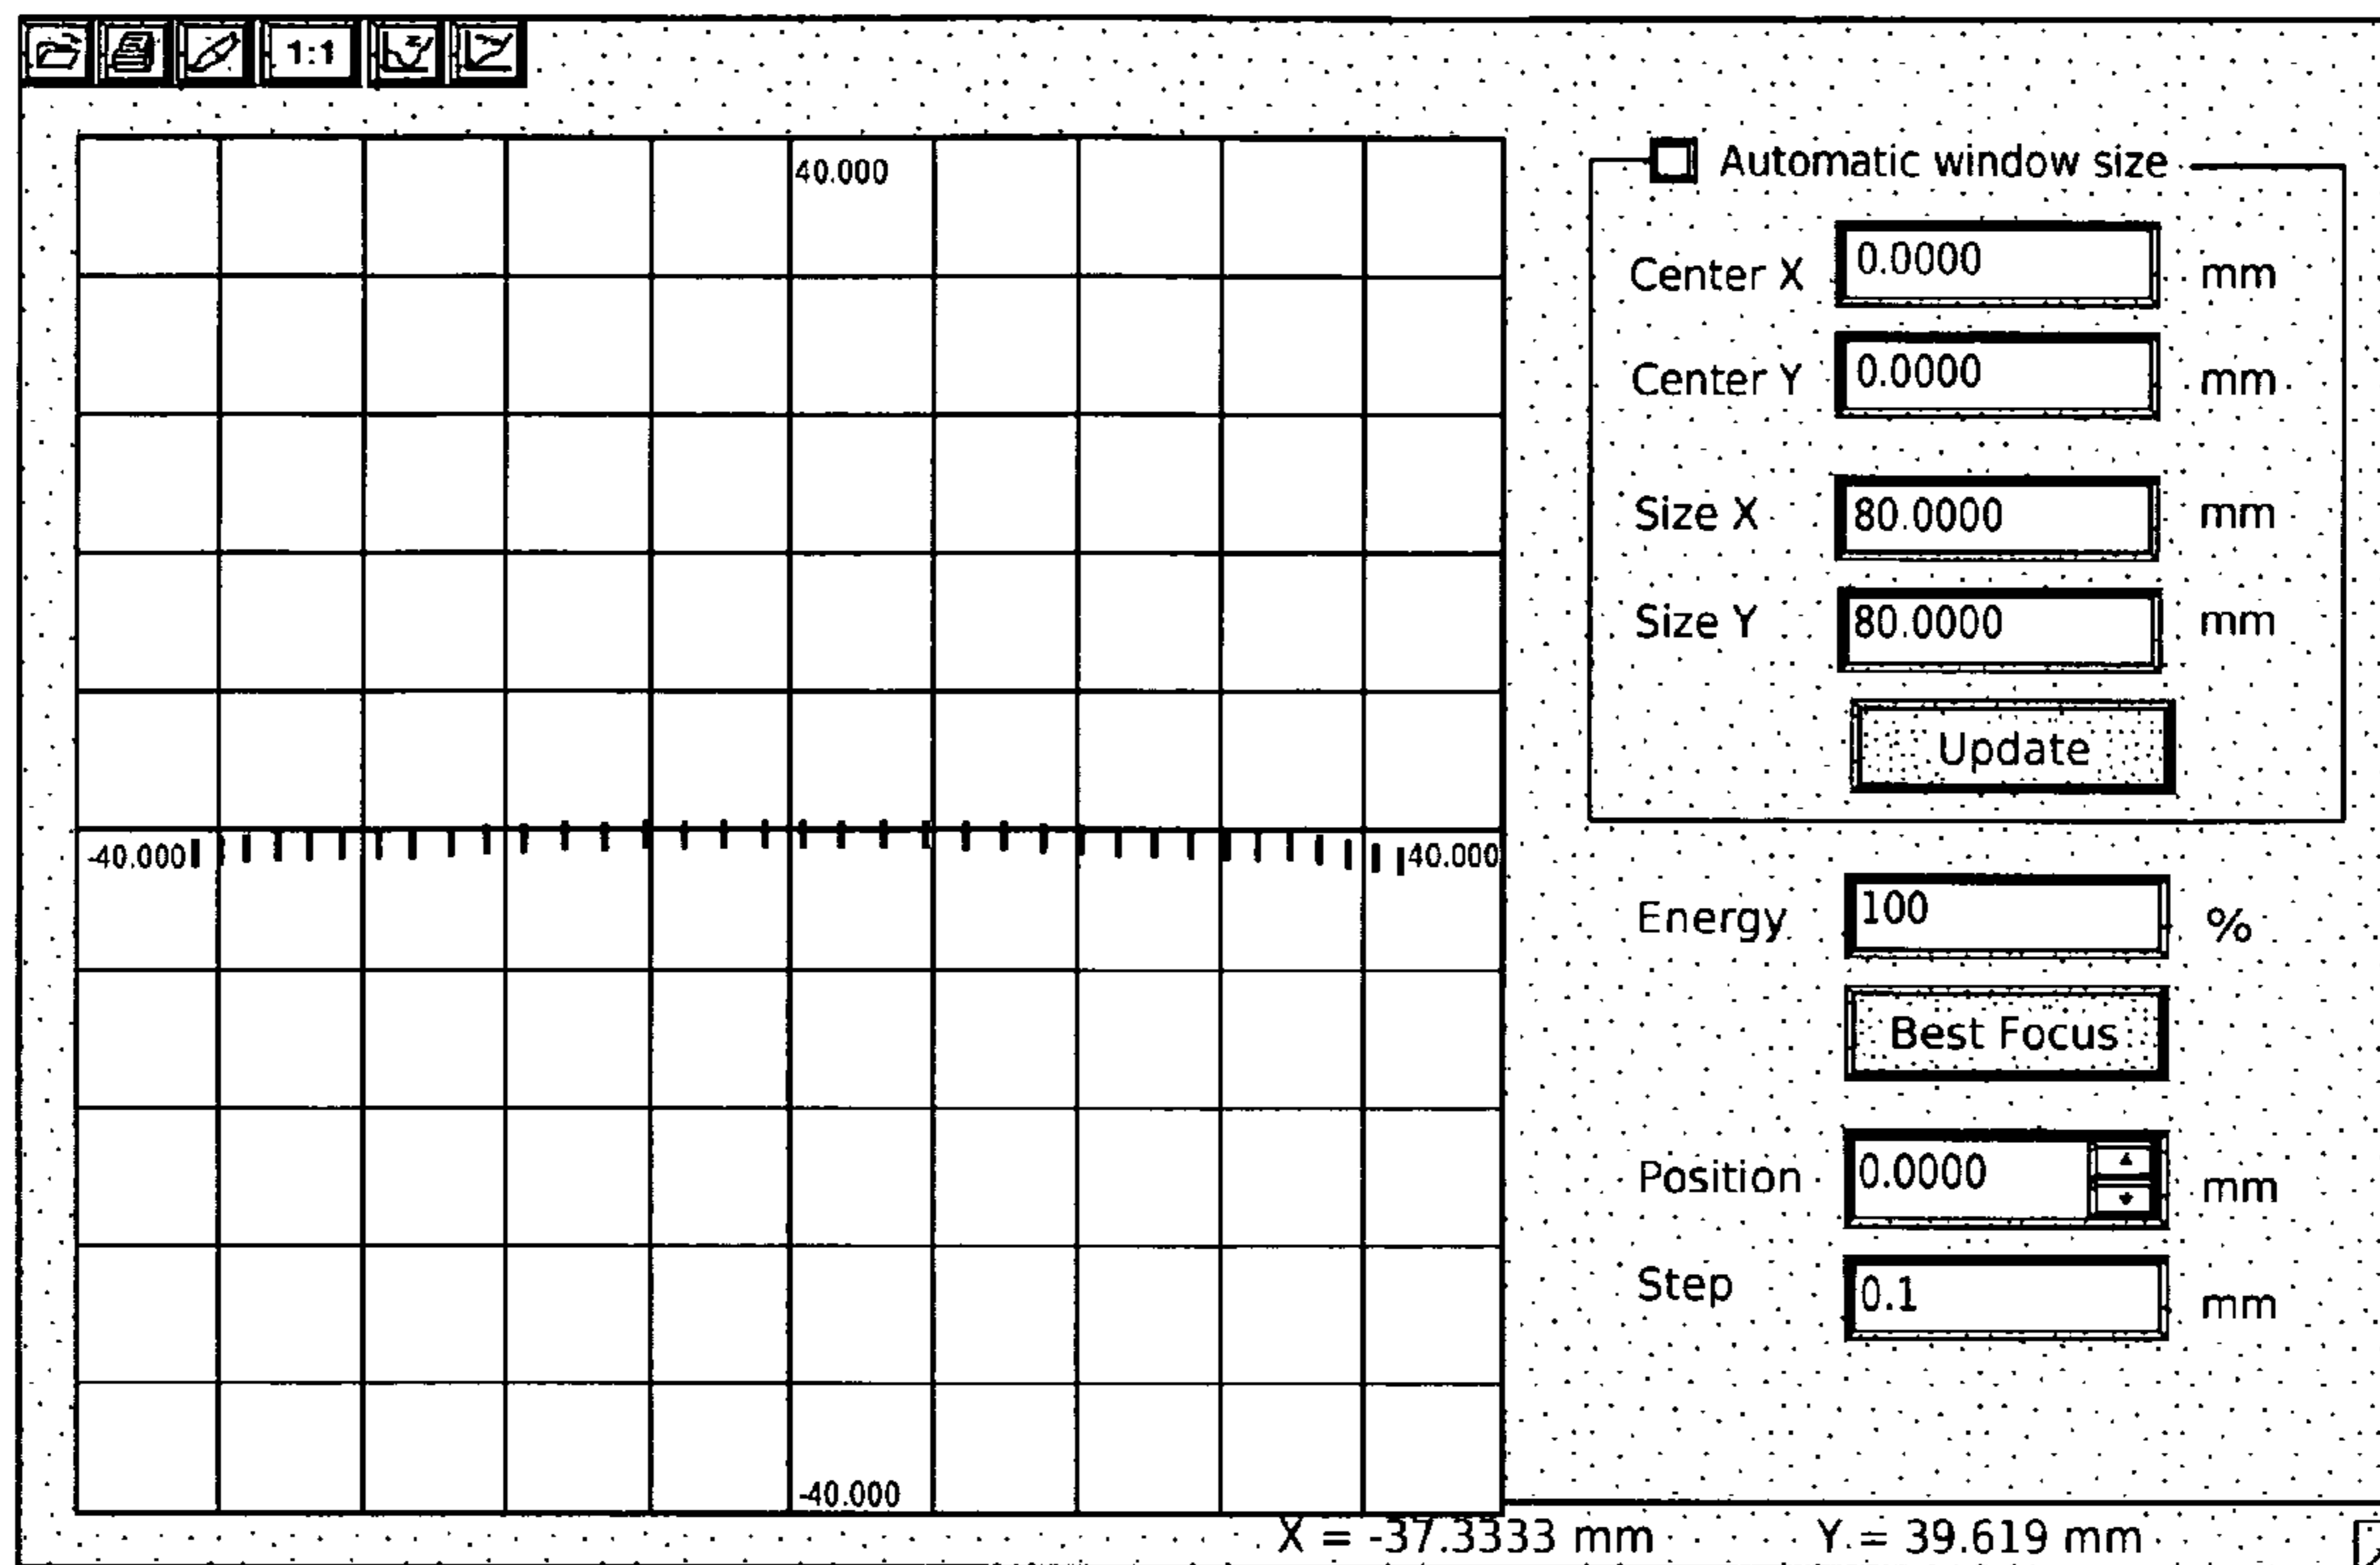 1:1
40.000
-40.000
40.000
-40.000
Automatic window size
Center X 0.0000 mm
Center Y 0.0000 mm
Size X 80.0000 mm
Size Y 80.0000 mm
Update
Energy 100 %
Best Focus
Position 0.0000 mm
Step 0.1 mm
X = -37.3333 mm Y = 39.619 mm